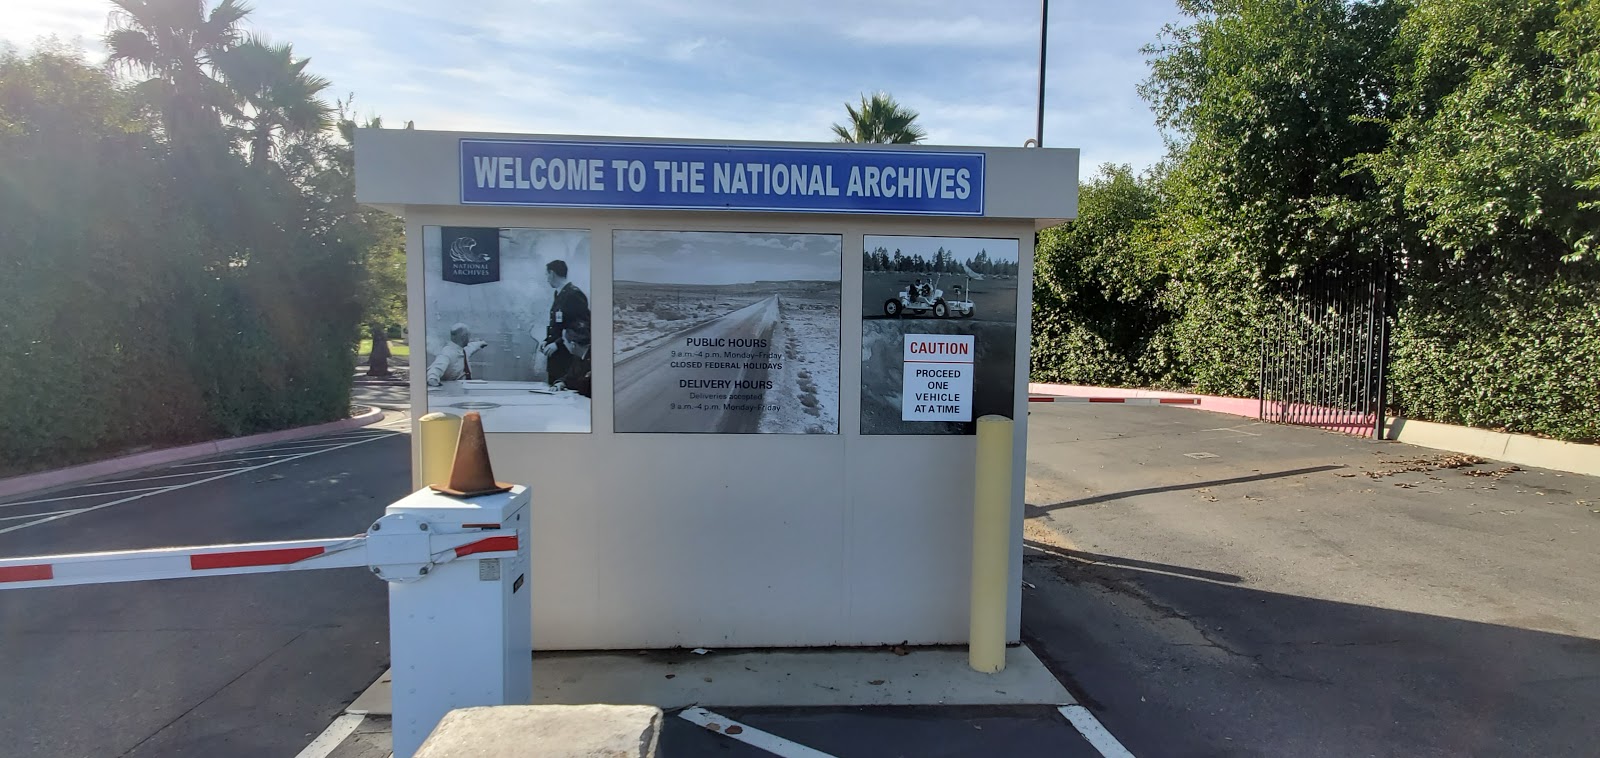 WELCOME TO THE NATIONAL ARCHIVES
NATIONAL
ARCHIVES
PUBLIC HOURS
9 a.m.-4 p.m. Monday-Friday
CLOSED FEDERAL HOLIDAYS
DELIVERY HOURS
Deliveries accepted
9 a.m.-4 p.m. Monday-Friday
CAUTION
PROCEED
ONE
VEHICLE
AT A TIME